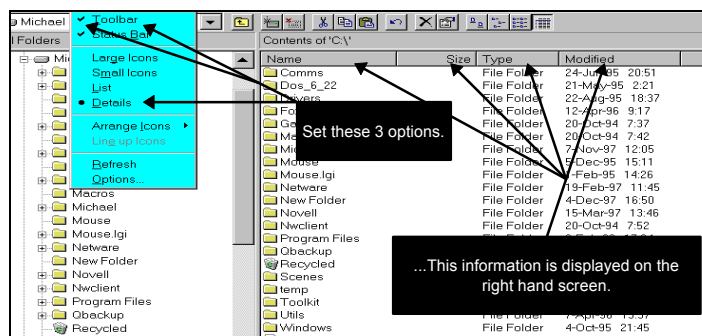 Michael
Toolbar
Status Bar
Large Icons
Small Icons
List
Details
Arrange Icons
Line up Icons
Refresh
Options...
Folders
Macros
Michael
Mouse
Mouse.lgi
Netware
New Folder
Novell
Nwclient
Program Files
Qbackup
Recycled
Contents of 'C:\'
Name Size Type Modified
Comms File Folder 20:51
Dos_6_22 File Folder 21-May-95 2:21
File Folder 22-Aug-95 18:37
File Folder 12-Apr-96 9:17
File Folder 20-Oct-94 7:37
File Folder 20-Oct-94 7:42
File Folder 7-Nov-97 12:05
Mouse File Folder 5-Dec-95 15:11
Mouse.lgi File Folder 14:26
Netware File Folder 19-Feb-97 11:45
New Folder File Folder 4-Dec-97 16:50
Novell File Folder 15-Mar-97 13:46
Nwclient File Folder 20-Oct-94 7:52
Program Files
Qbackup
Recycled
Scenes
temp
Toolkit
Utils File Folder
Windows File Folder 4-Oct-95 21:45
Set these 3 options.
...This information is displayed on the
right hand screen.